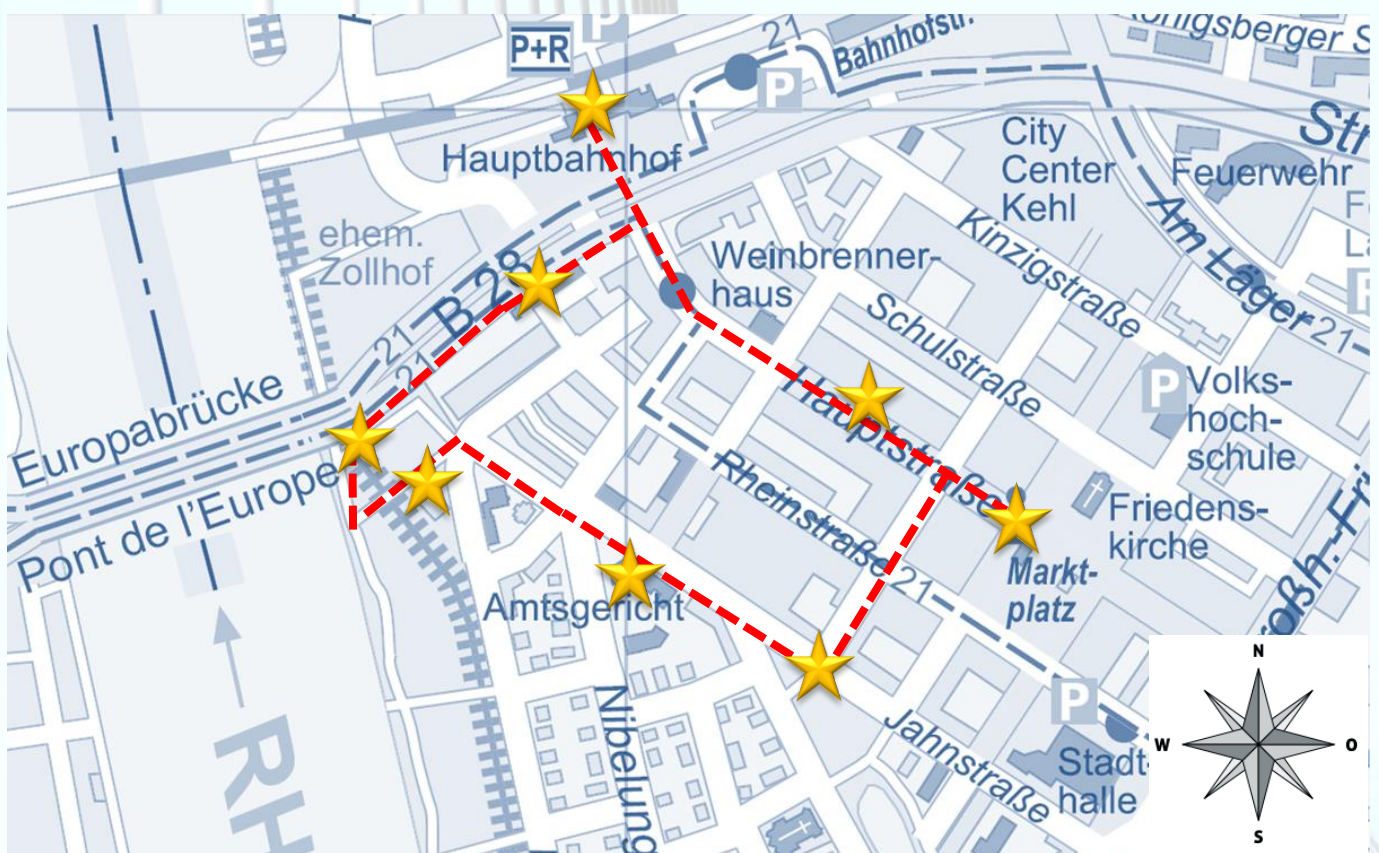 P
P+R
21
Bahnhofstr.
P
Hauptbahnhof
City
Center
Kehl
Feuerwehr
Am Läger
21
P
ehem.
Zollhof
B 28
21
21
Weinbrenner-
haus
Kinzigstraße
Schulstraße
P
Volks-
hoch-
schule
Europabrücke
Pont de l'Europe
Hauptstraße
Rheinstraße
21
Friedens-
kirche
Markt-
platz
Amtsgericht
Nibelung
Jahnstraße
P
Stadt-
halle
RH
N
W
O
S